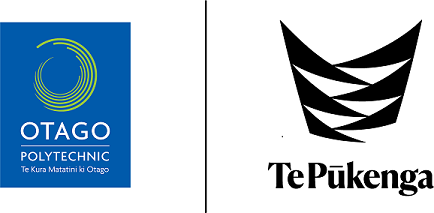 OTAGO
POLYTECHNIC
Te Kura Matatini ki Otago
Te Pūkenga